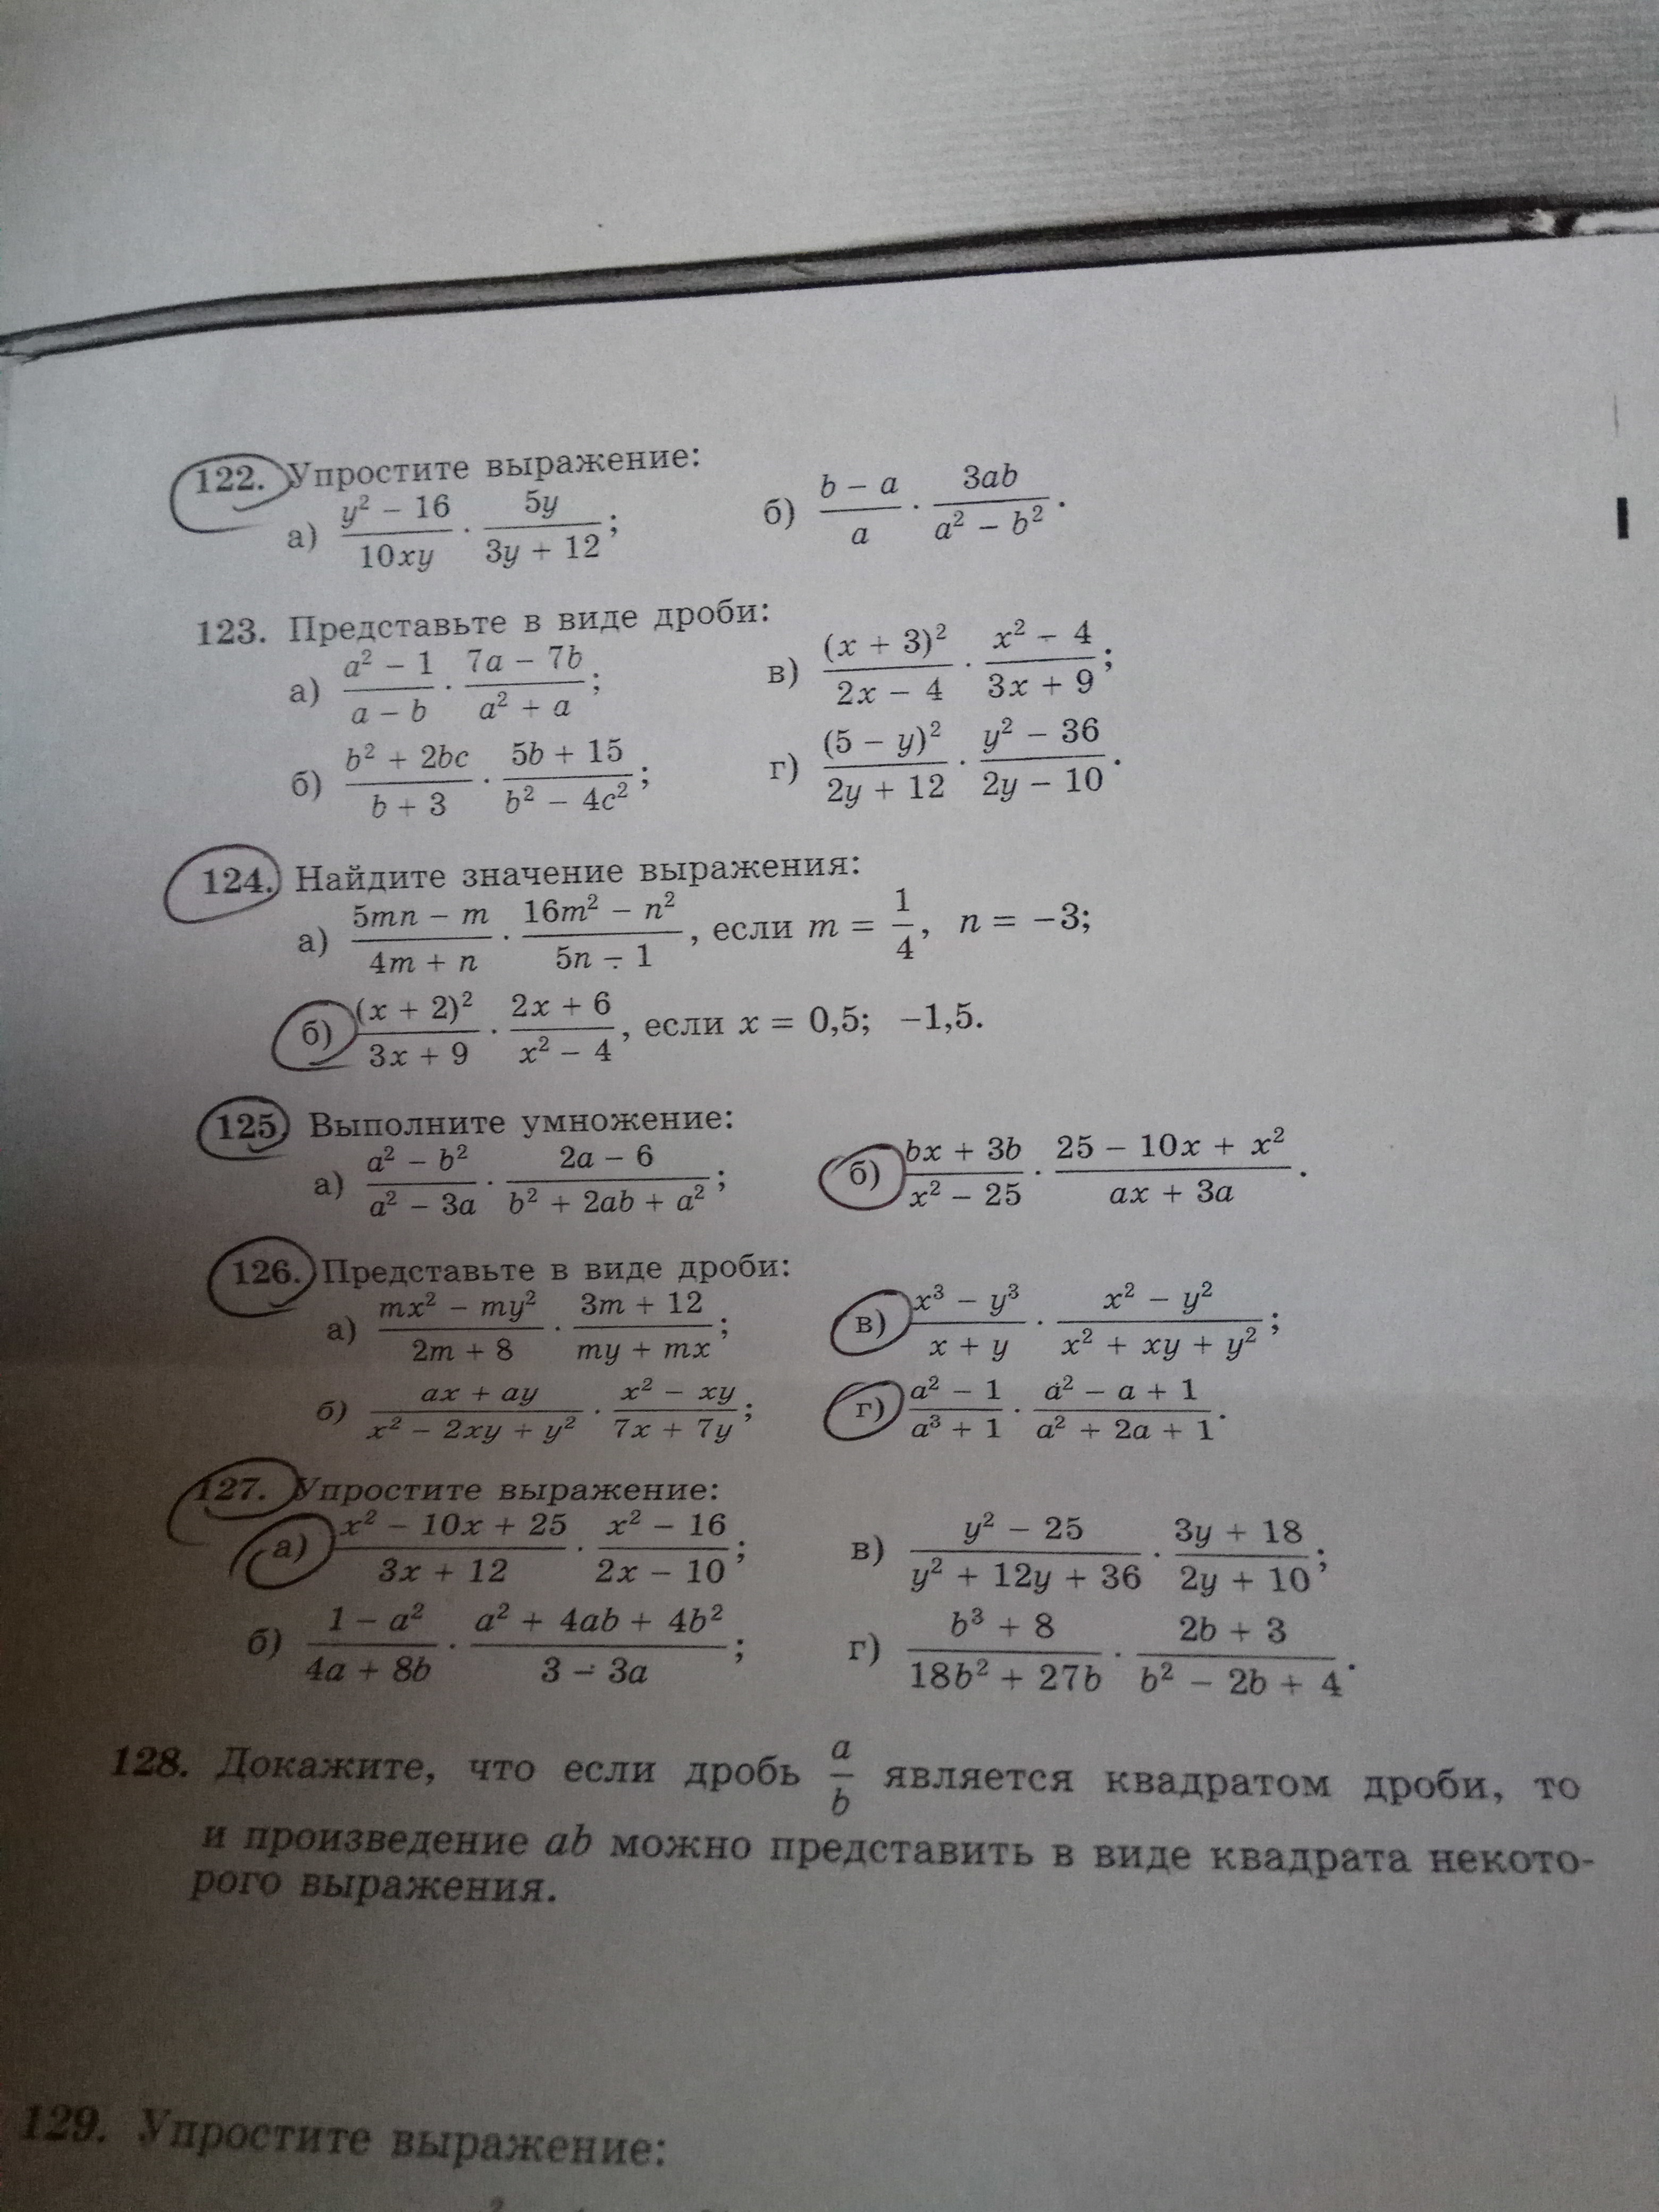 122. Упростите выражение:
а) (y² − 16)/(10xy) · (5y)/(3y + 12); б) (b − a)/a · (3ab)/(a² − b²).
123. Представьте в виде дроби:
а) (a² − 1)/(a − b) · (7a − 7b)/(a² + a); в) (x + 3)²/(2x − 4) · (x² − 4)/(3x + 9);
б) (b² + 2bc)/(b + 3) · (5b + 15)/(b² − 4c²); г) (5 − y)²/(2y + 12) · (y² − 36)/(2y − 10).
124. Найдите значение выражения:
а) (5mn − m)/(4m + n) · (16m² − n²)/(5n − 1), если m = 1/4, n = −3;
б) (x + 2)²/(3x + 9) · (2x + 6)/(x² − 4), если x = 0,5; −1,5.
125. Выполните умножение:
а) (a² − b²)/(a² − 3a) · (2a − 6)/(b² + 2ab + a²); б) (bx + 3b)/(x² − 25) · (25 − 10x + x²)/(ax + 3a).
126. Представьте в виде дроби:
а) (mx² − my²)/(2m + 8) · (3m + 12)/(my + mx); в) (x³ − y³)/(x + y) · (x² − y²)/(x² + xy + y²);
б) (ax + ay)/(x² − 2xy + y²) · (x² − xy)/(7x + 7y); г) (a² − 1)/(a³ + 1) · (a² − a + 1)/(a² + 2a + 1).
127. Упростите выражение:
а) (x² − 10x + 25)/(3x + 12) · (x² − 16)/(2x − 10); в) (y² − 25)/(y² + 12y + 36) · (3y + 18)/(2y + 10);
б) (1 − a²)/(4a + 8b) · (a² + 4ab + 4b²)/(3 − 3a); г) (b³ + 8)/(18b² + 27b) · (2b + 3)/(b² − 2b + 4).
128. Докажите, что если дробь a/b является квадратом дроби, то
и произведение ab можно представить в виде квадрата некото-
рого выражения.
129. Упростите выражение: